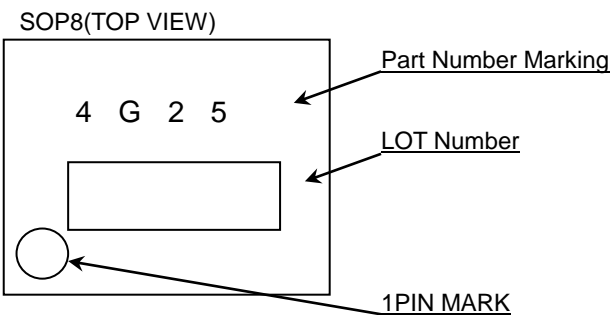 SOP8(TOP VIEW)
Part Number Marking
4 G 2 5
LOT Number
1PIN MARK